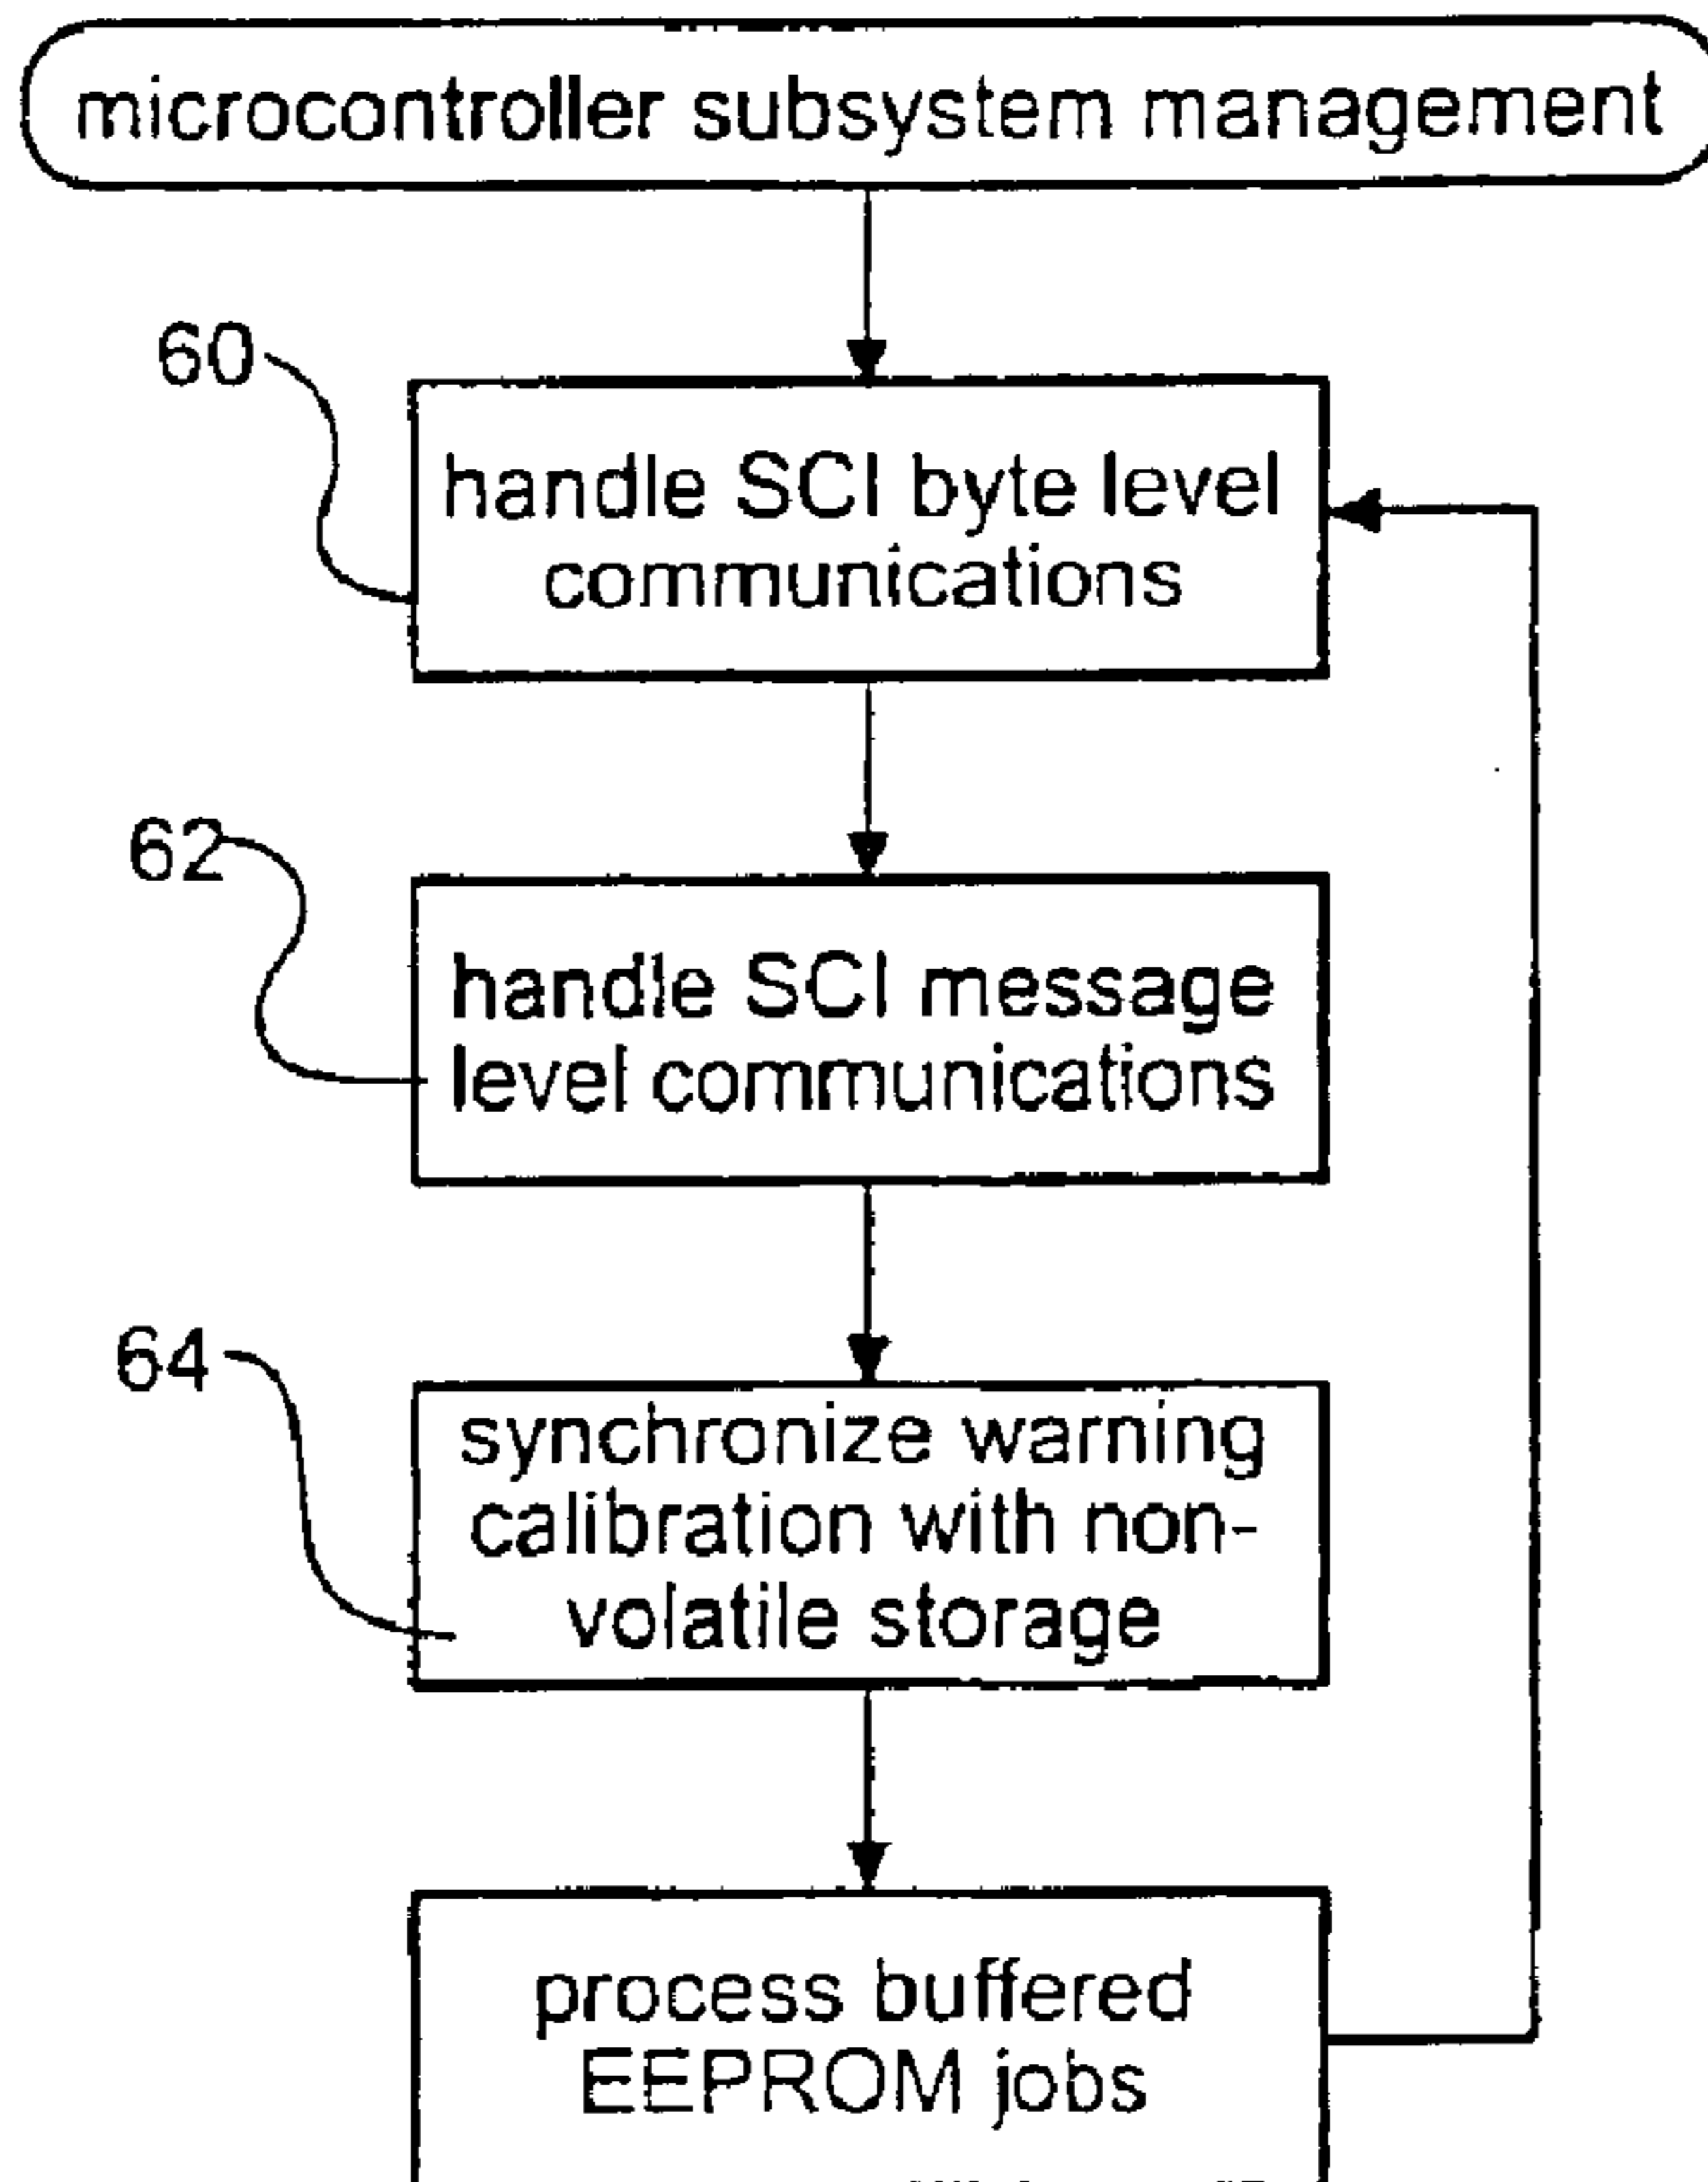 microcontroller subsystem management
60
handle SCI byte level
communications
62
handle SCI message
level communications
64
synchronize warning
calibration with non-
volatile storage
process buffered
EEPROM jobs